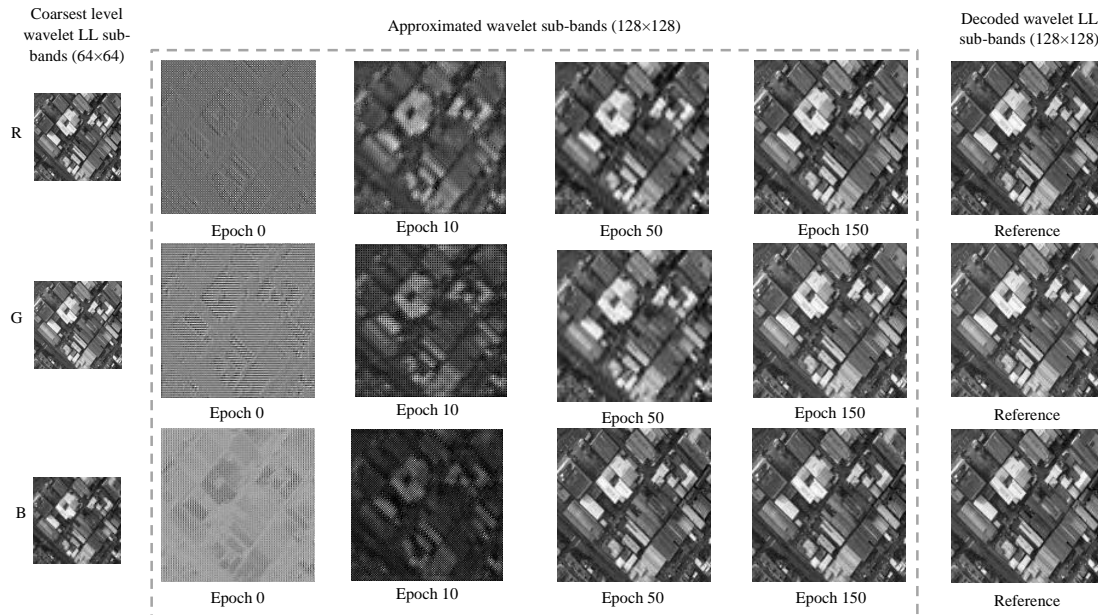 Coarsest level
wavelet LL sub-
bands (64×64)
Approximated wavelet sub-bands (128×128)
Decoded wavelet LL
sub-bands (128×128)
R
Epoch 0
Epoch 10
Epoch 50
Epoch 150
Reference
G
Epoch 0
Epoch 10
Epoch 50
Epoch 150
Reference
B
Epoch 0
Epoch 10
Epoch 50
Epoch 150
Reference